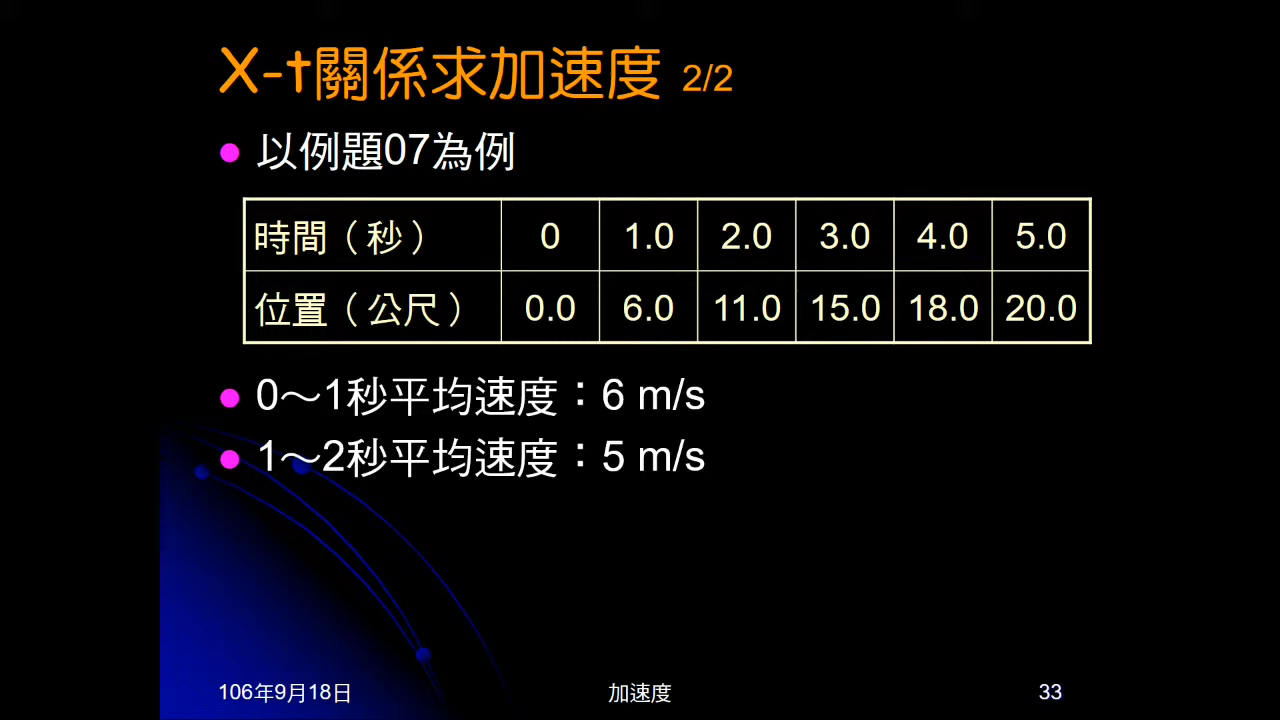 X-t關係求加速度 2/2
以例題07為例
時間（秒） 0 1.0 2.0 3.0 4.0 5.0
位置（公尺） 0.0 6.0 11.0 15.0 18.0 20.0
0～1秒平均速度：6 m/s
1～2秒平均速度：5 m/s
106年9月18日 加速度 33